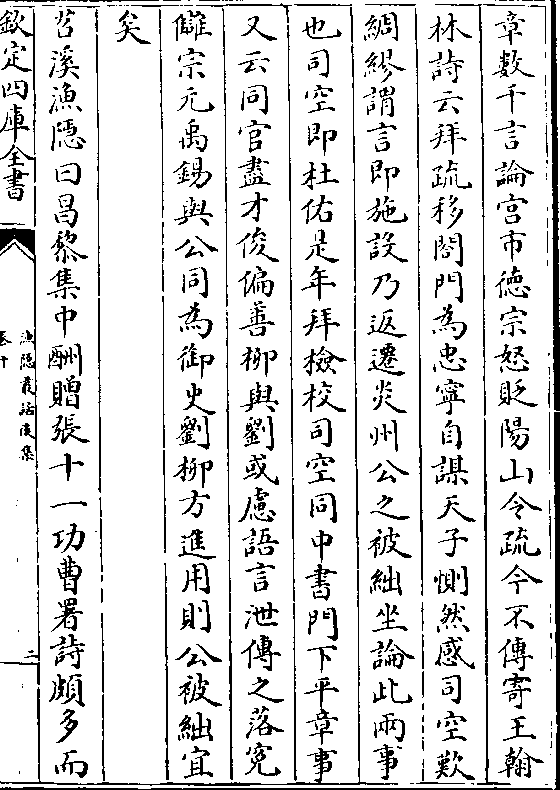 章數千言論宫市徳宗怒貶陽山令疏今不傳寄王翰
林詩云拜疏移閤門為忠寧自謀天子惻然感司空歎
綢繆謂言即施設乃返遷炎州公之被絀坐論此兩事
也司空即杜佑是年拜檢校司空同中書門下平章事
又云同官盡才俊偏善柳與劉或慮語言泄傳之落寃
讎宗元禹錫與公同為御史劉柳方進用則公被絀宜
矣
苕溪漁隠曰昌黎集中酬贈張十一功曹署詩頗多而
欽定四庫全書
漁隠叢話後集
卷十
二